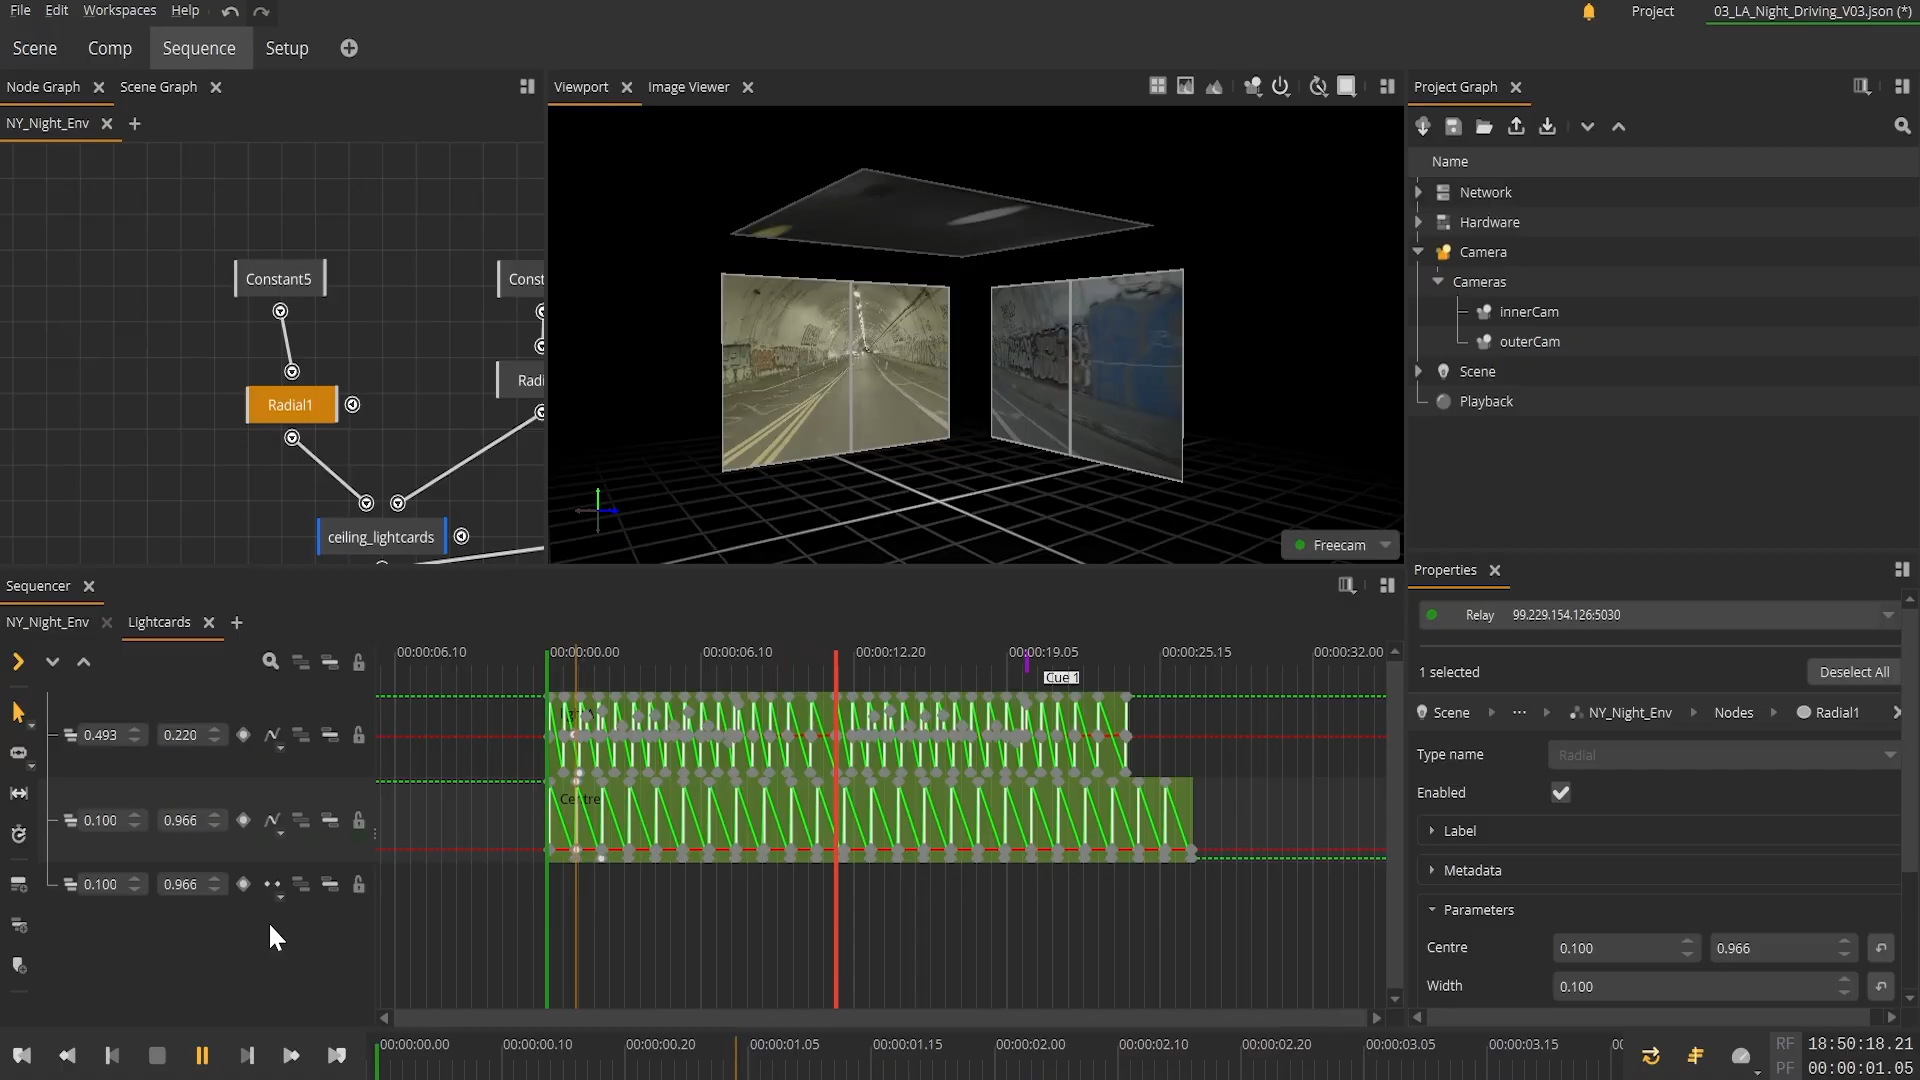 File Edit Workspaces Help
Project 03_LA_Night_Driving_V03.json (*)
Scene Comp Sequence Setup
Node Graph Scene Graph
NY_Night_Env
Constant5
Const
Radial1
Radi
ceiling_lightcards
Viewport Image Viewer
Freecam
Project Graph
Name
Network
Hardware
Camera
Cameras
innerCam
outerCam
Scene
Playback
Sequencer
NY_Night_Env Lightcards
00:00:06.10 00:00:00.00 00:00:06.10 00:00:12.20 00:00:19.05 00:00:25.15 00:00:32.00
Cue 1
0.493 0.220
Centre
0.100 0.966
0.100 0.966
Properties
Relay 99.229.154.126:5030
1 selected Deselect All
Scene ... NY_Night_Env Nodes Radial1
Type name Radial
Enabled
Label
Metadata
Parameters
Centre 0.100 0.966
Width 0.100
00:00:00.00 00:00:00.10 00:00:00.20 00:00:01.05 00:00:01.15 00:00:02.00 00:00:02.10 00:00:02.20 00:00:03.05 00:00:03.15 00
RF 18:50:18.21
PF 00:00:01.05